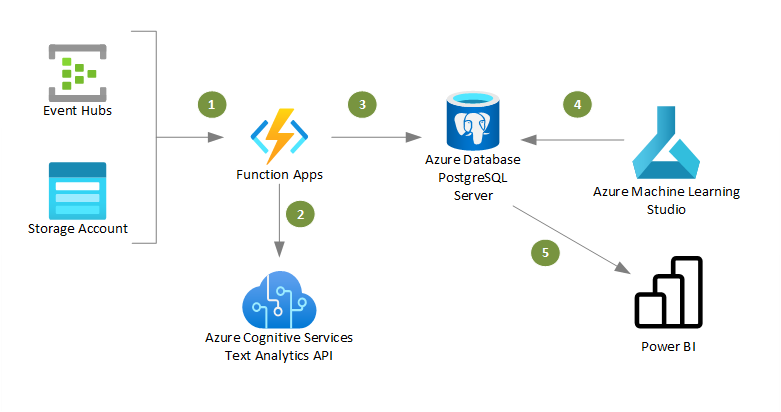 Event Hubs
Storage Account
1
Function Apps
2
Azure Cognitive Services
Text Analytics API
3
Azure Database
PostgreSQL
Server
4
Azure Machine Learning
Studio
5
Power BI